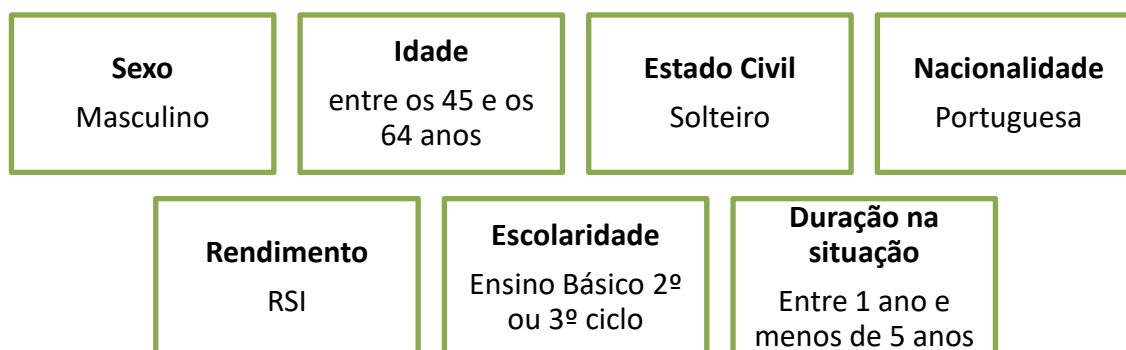 Sexo
Masculino
Idade
entre os 45 e os
64 anos
Estado Civil
Solteiro
Nacionalidade
Portuguesa
Rendimento
RSI
Escolaridade
Ensino Básico 2º
ou 3º ciclo
Duração na
situação
Entre 1 ano e
menos de 5 anos